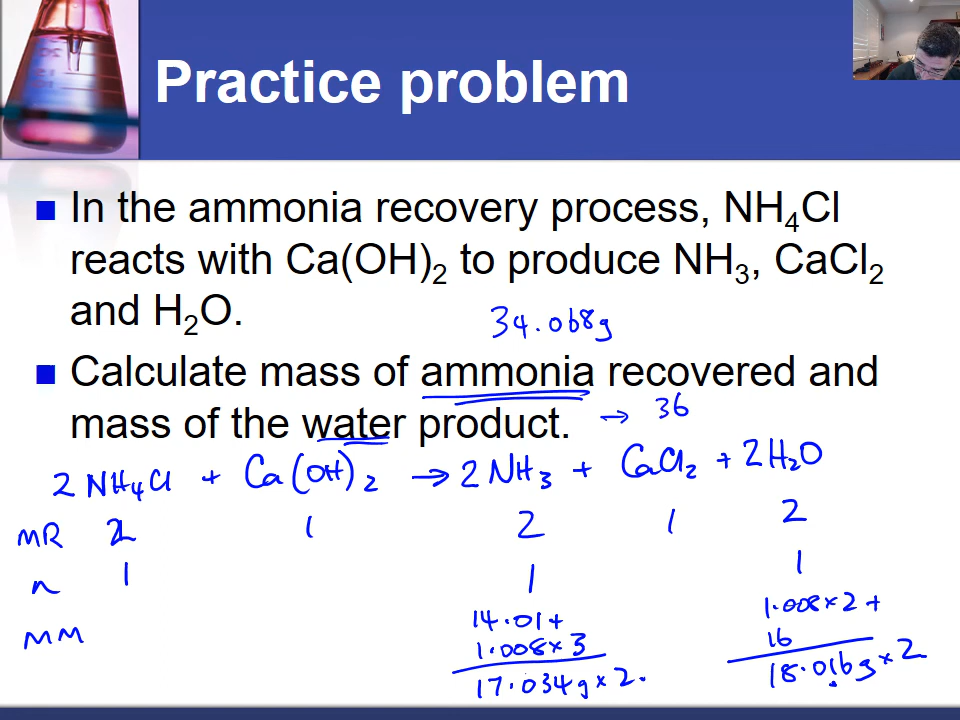 Practice problem
In the ammonia recovery process, NH₄Cl
reacts with Ca(OH)₂ to produce NH₃, CaCl₂
and H₂O.
34.068g
Calculate mass of ammonia recovered and
mass of the water product. → 36
2 NH₄Cl + Ca(OH)₂ → 2 NH₃ + CaCl₂ + 2 H₂O
MR 2 1 2 1 2
n 1 1 1
MM 14.01 + 1.008 × 2 +
1.008 × 3 16
17.034g × 2. 18.016g × 2